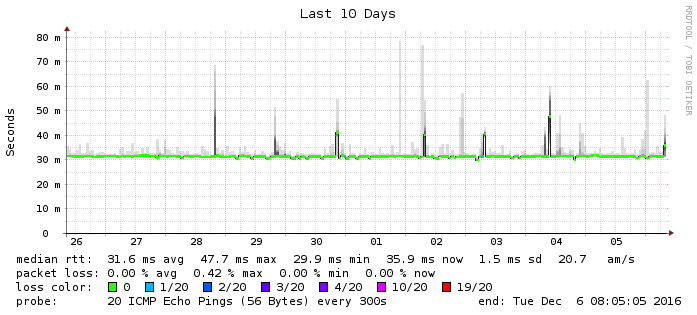 Last 10 Days
RRDTOOL / TOBI OETIKER
Seconds
80 m
70 m
60 m
50 m
40 m
30 m
20 m
10 m
0
26 27 28 29 30 01 02 03 04 05
median rtt: 31.6 ms avg 47.7 ms max 29.9 ms min 35.9 ms now 1.5 ms sd 20.7 am/s
packet loss: 0.00 % avg 0.42 % max 0.00 % min 0.00 % now
loss color: 0 1/20 2/20 3/20 4/20 10/20 19/20
probe: 20 ICMP Echo Pings (56 Bytes) every 300s end: Tue Dec 6 08:05:05 2016